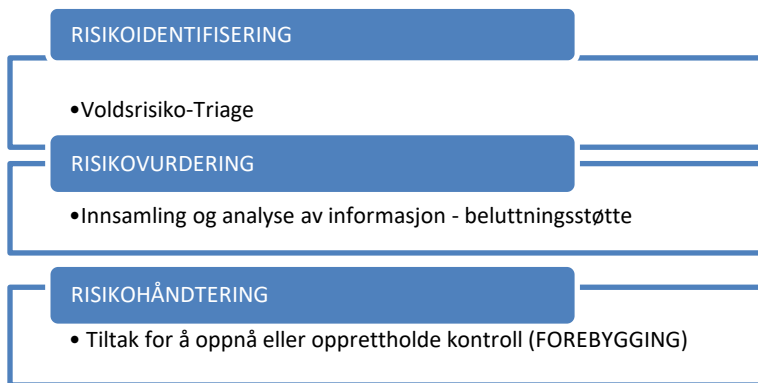 RISIKOIDENTIFISERING
•Voldsrisiko-Triage
RISIKOVURDERING
•Innsamling og analyse av informasjon - beluttningsstøtte
RISIKOHÅNDTERING
• Tiltak for å oppnå eller opprettholde kontroll (FOREBYGGING)